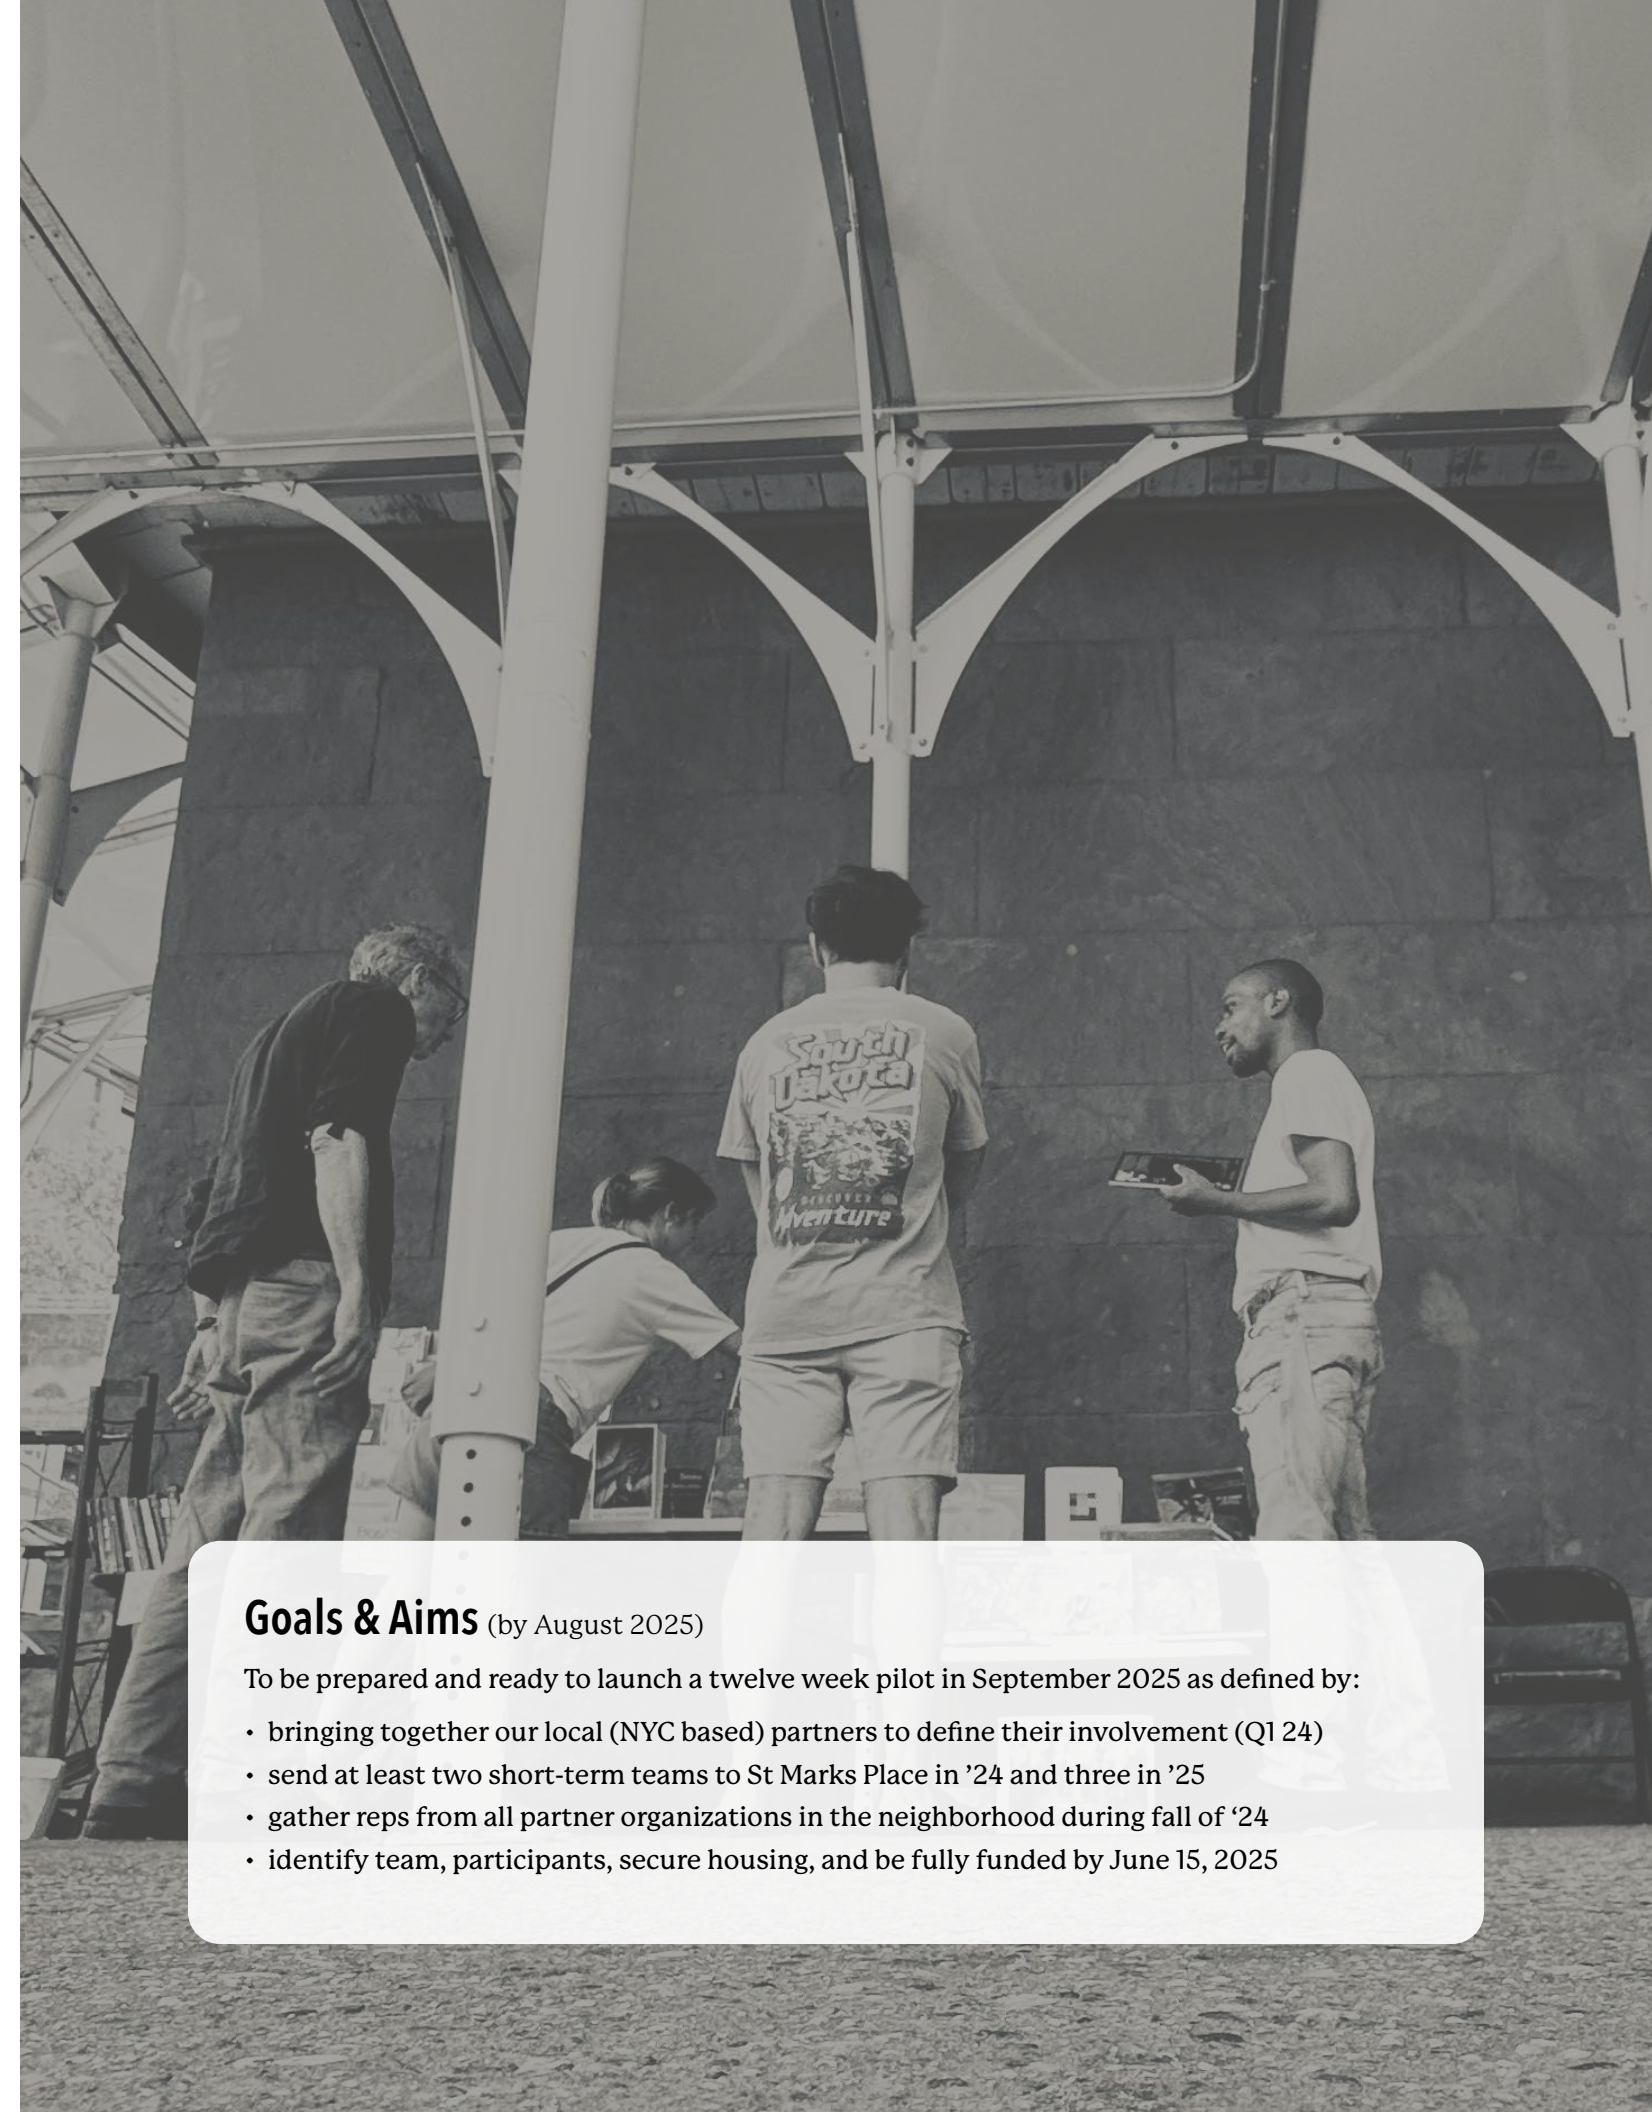 South
Dakota
DISCOVER
Adventure
Goals & Aims (by August 2025)
To be prepared and ready to launch a twelve week pilot in September 2025 as defined by:
• bringing together our local (NYC based) partners to define their involvement (Q1 24)
• send at least two short-term teams to St Marks Place in ’24 and three in ’25
• gather reps from all partner organizations in the neighborhood during fall of ‘24
• identify team, participants, secure housing, and be fully funded by June 15, 2025